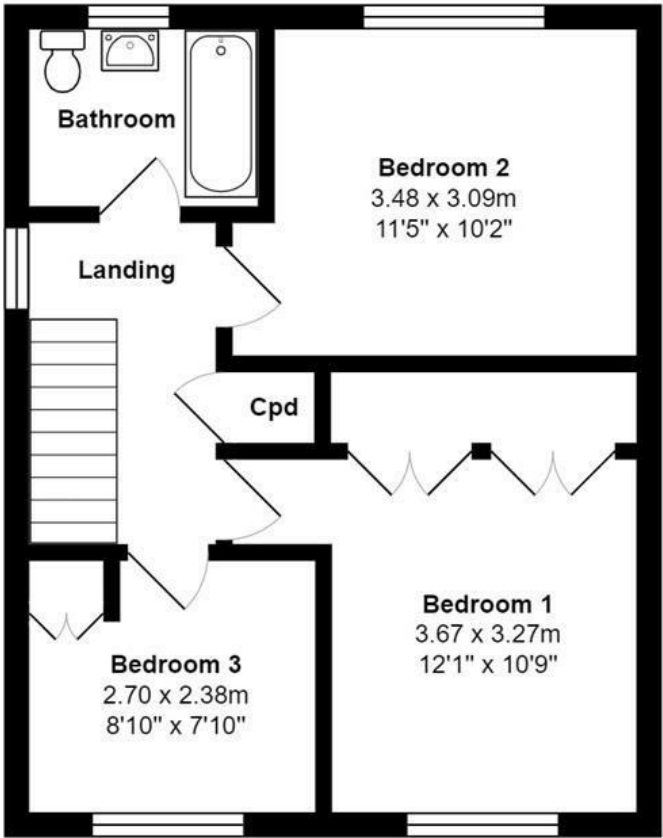 Bathroom
Bedroom 2
3.48 x 3.09m
11'5" x 10'2"
Landing
Cpd
Bedroom 1
3.67 x 3.27m
12'1" x 10'9"
Bedroom 3
2.70 x 2.38m
8'10" x 7'10"